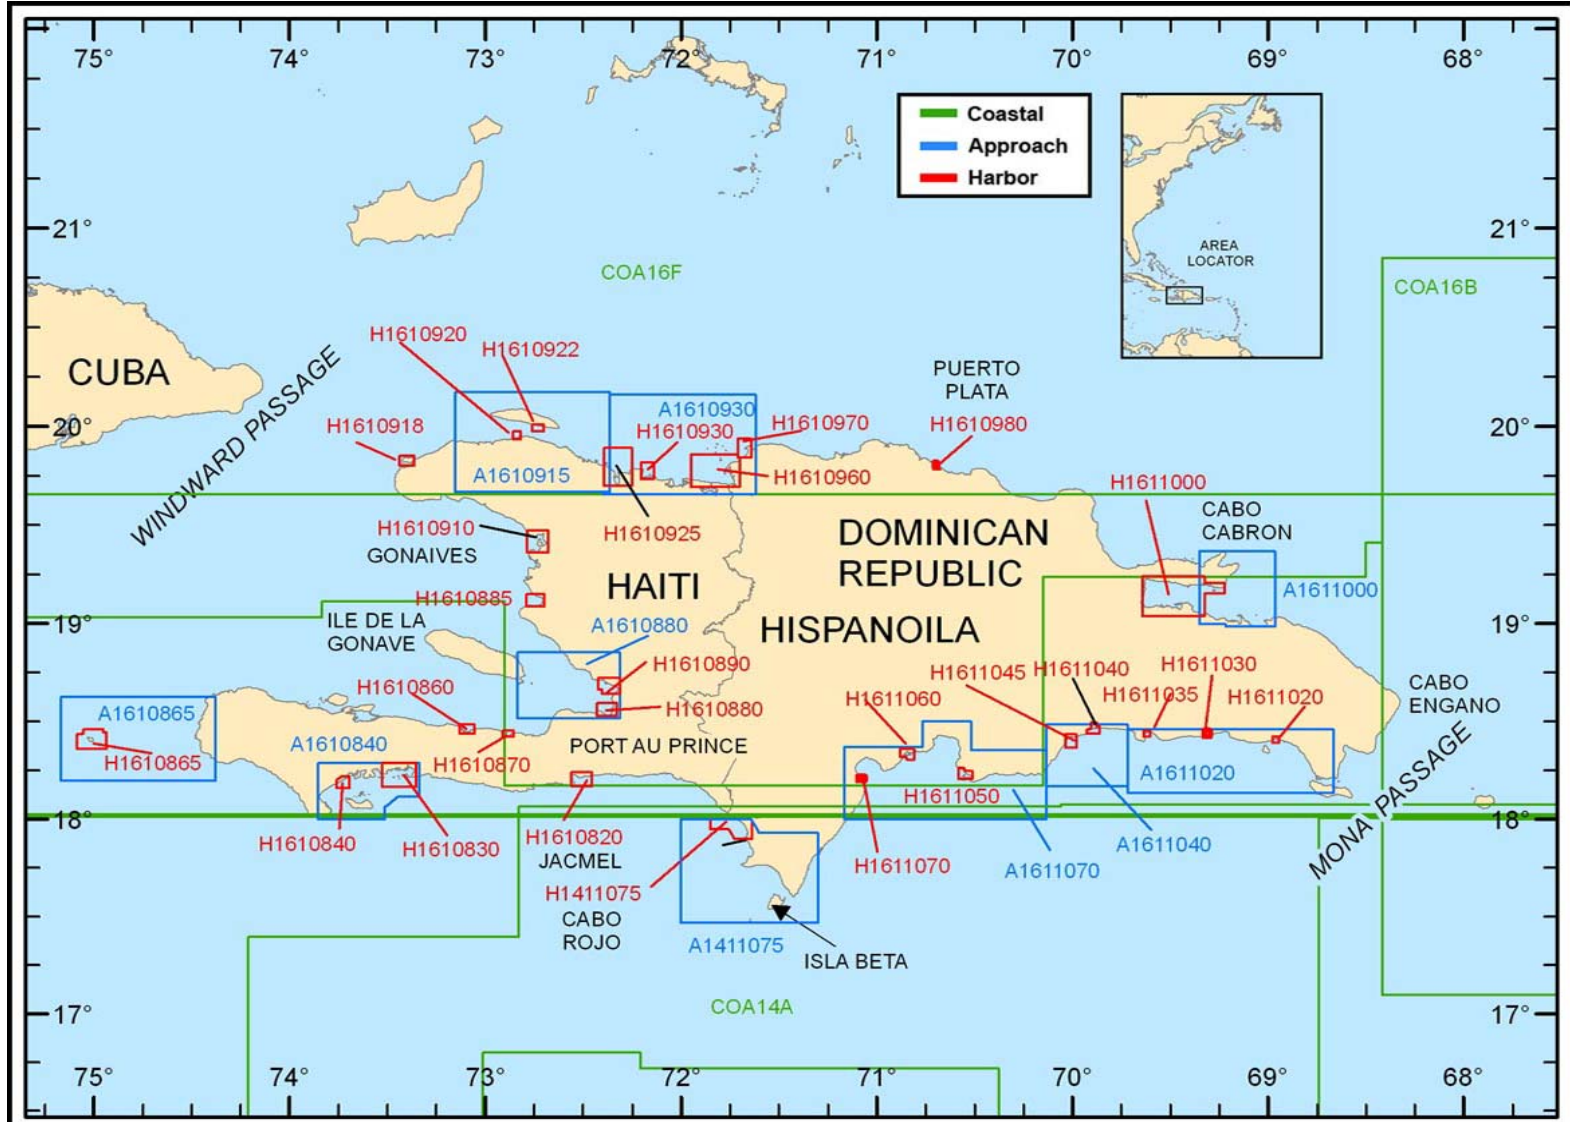 75° 74° 73° 72° 71° 70° 69° 68°
Coastal
Approach
Harbor
AREA
LOCATOR
21° 21°
COA16F
COA16B
H1610920
H1610922
CUBA
WINDWARD PASSAGE
PUERTO
PLATA
A1610930
20° 20°
H1610918
H1610930
H1610970
H1610980
A1610915
H1610960
H1611000
CABO
CABRON
H1610910
GONAIVES
H1610925
DOMINICAN
REPUBLIC
HAITI
H1610885
A1611000
19° 19°
ILE DE LA
GONAVE
A1610880
HISPANOILA
H1610890
H1611045
H1611040
H1611030
H1610860
H1611060
H1611035
H1611020
CABO
ENGANO
H1610880
A1610865
A1610840
PORT AU PRINCE
H1610865
H1610870
A1611020
H1611050
MONA PASSAGE
18° 18°
H1610840
H1610830
H1610820
JACMEL
H1611070
A1611070
A1611040
H1411075
CABO
ROJO
A1411075
ISLA BETA
COA14A
17° 17°
75° 74° 73° 72° 71° 70° 69° 68°